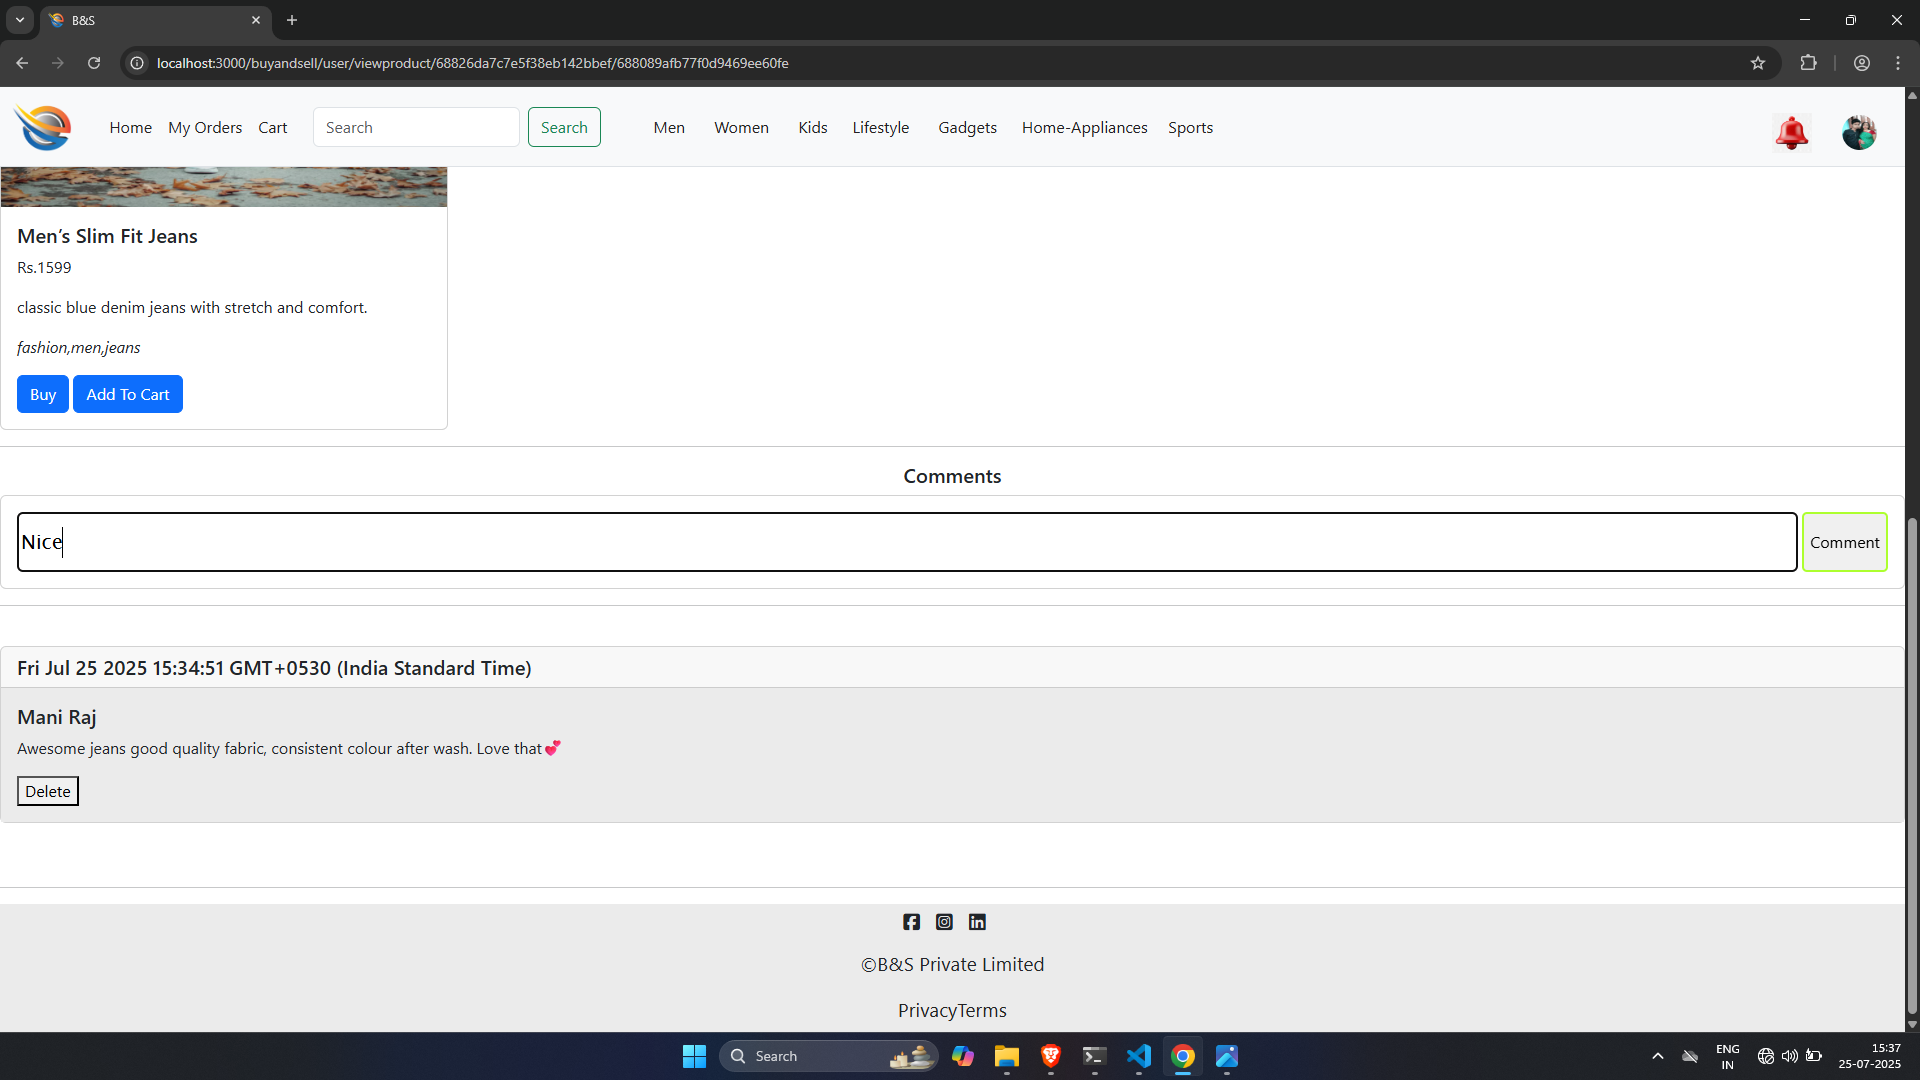 B&S
localhost:3000/buyandsell/user/viewproduct/68826da7c7e5f38eb142bbef/688089afb77f0d9469ee60fe
Home My Orders Cart Search Search Men Women Kids Lifestyle Gadgets Home-Appliances Sports
Men’s Slim Fit Jeans
Rs.1599
classic blue denim jeans with stretch and comfort.
fashion,men,jeans
Buy Add To Cart
Comments
Nice Comment
Fri Jul 25 2025 15:34:51 GMT+0530 (India Standard Time)
Mani Raj
Awesome jeans good quality fabric, consistent colour after wash. Love that💕
Delete
©B&S Private Limited
PrivacyTerms
Search
ENG
IN
15:37
25-07-2025